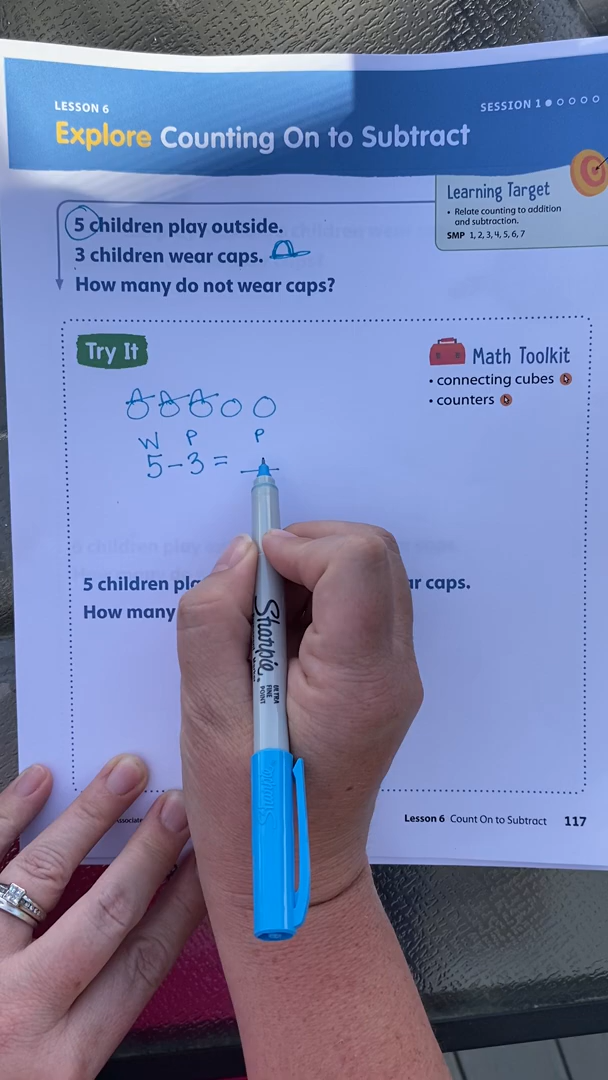 LESSON 6
SESSION 1
Explore Counting On to Subtract
Learning Target
• Relate counting to addition
and subtraction.
SMP 1, 2, 3, 4, 5, 6, 7
5 children play outside.
3 children wear caps.
How many do not wear caps?
Try It
Math Toolkit
• connecting cubes
• counters
W P P
5 - 3 =
5 children ar caps.
How many
Sharpie
ULTRA
FINE
POINT
Lesson 6 Count On to Subtract 117